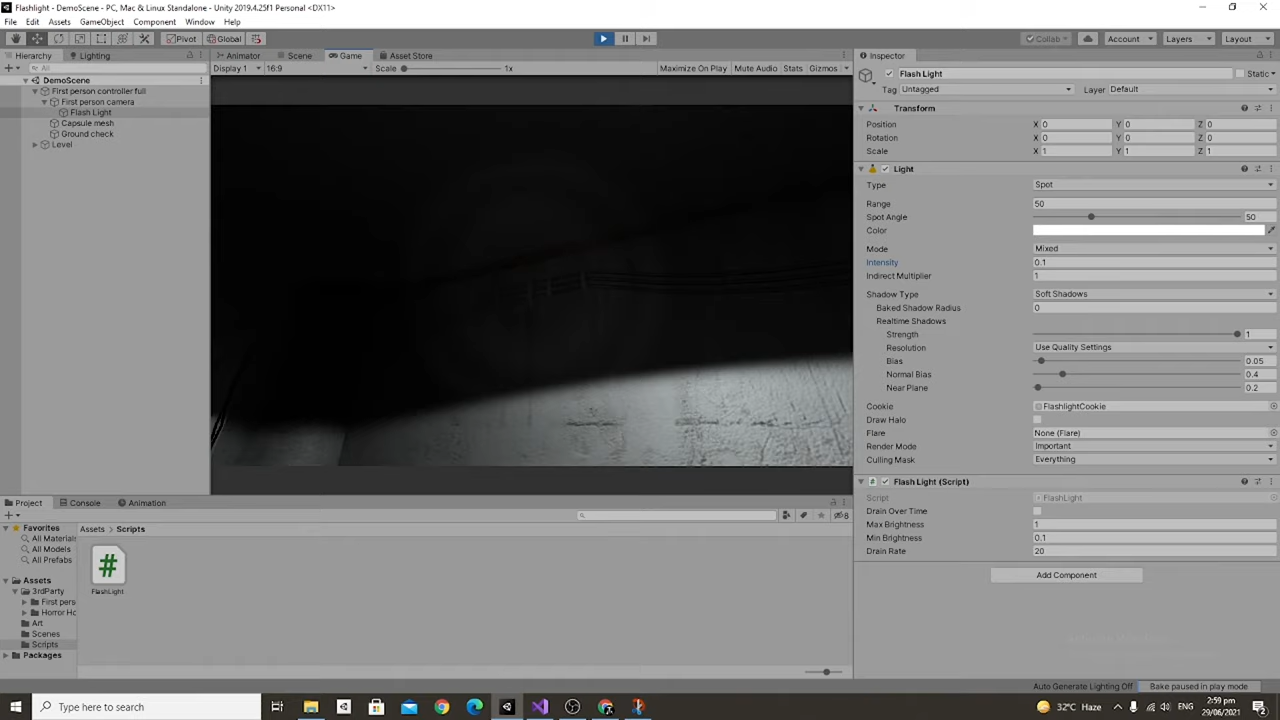 Flashlight - DemoScene - PC, Mac & Linux Standalone - Unity 2019.4.25f1 Personal <DX11>
File Edit Assets GameObject Component Window Help
Pivot Global Collab Account Layers Layout
Hierarchy Lighting
All
DemoScene
First person controller full
First person camera
Flash Light
Capsule mesh
Ground check
Level
Animator Scene Game Asset Store
Display 1 16:9 Scale 1x Maximize On Play Mute Audio Stats Gizmos
Inspector
Flash Light Static
Tag Untagged Layer Default
Transform
Position X 0 Y 0 Z 0
Rotation X 0 Y 0 Z 0
Scale X 1 Y 1 Z 1
Light
Type Spot
Range 50
Spot Angle 50
Color
Mode Mixed
Intensity 0.1
Indirect Multiplier 1
Shadow Type Soft Shadows
Baked Shadow Radius 0
Realtime Shadows
Strength 1
Resolution Use Quality Settings
Bias 0.05
Normal Bias 0.4
Near Plane 0.2
Cookie FlashlightCookie
Draw Halo
Flare None (Flare)
Render Mode Important
Culling Mask Everything
Flash Light (Script)
Script FlashLight
Drain Over Time
Max Brightness 1
Min Brightness 0.1
Drain Rate 20
Add Component
Project Console Animation
8
Favorites
All Materials
All Models
All Prefabs
Assets
3rdParty
First pers
Horror Ho
Art
Scenes
Scripts
Packages
Assets > Scripts
#
FlashLight
Auto Generate Lighting Off Bake paused in play mode
Type here to search
32°C Haze ENG 2:59 pm
29/06/2021
2